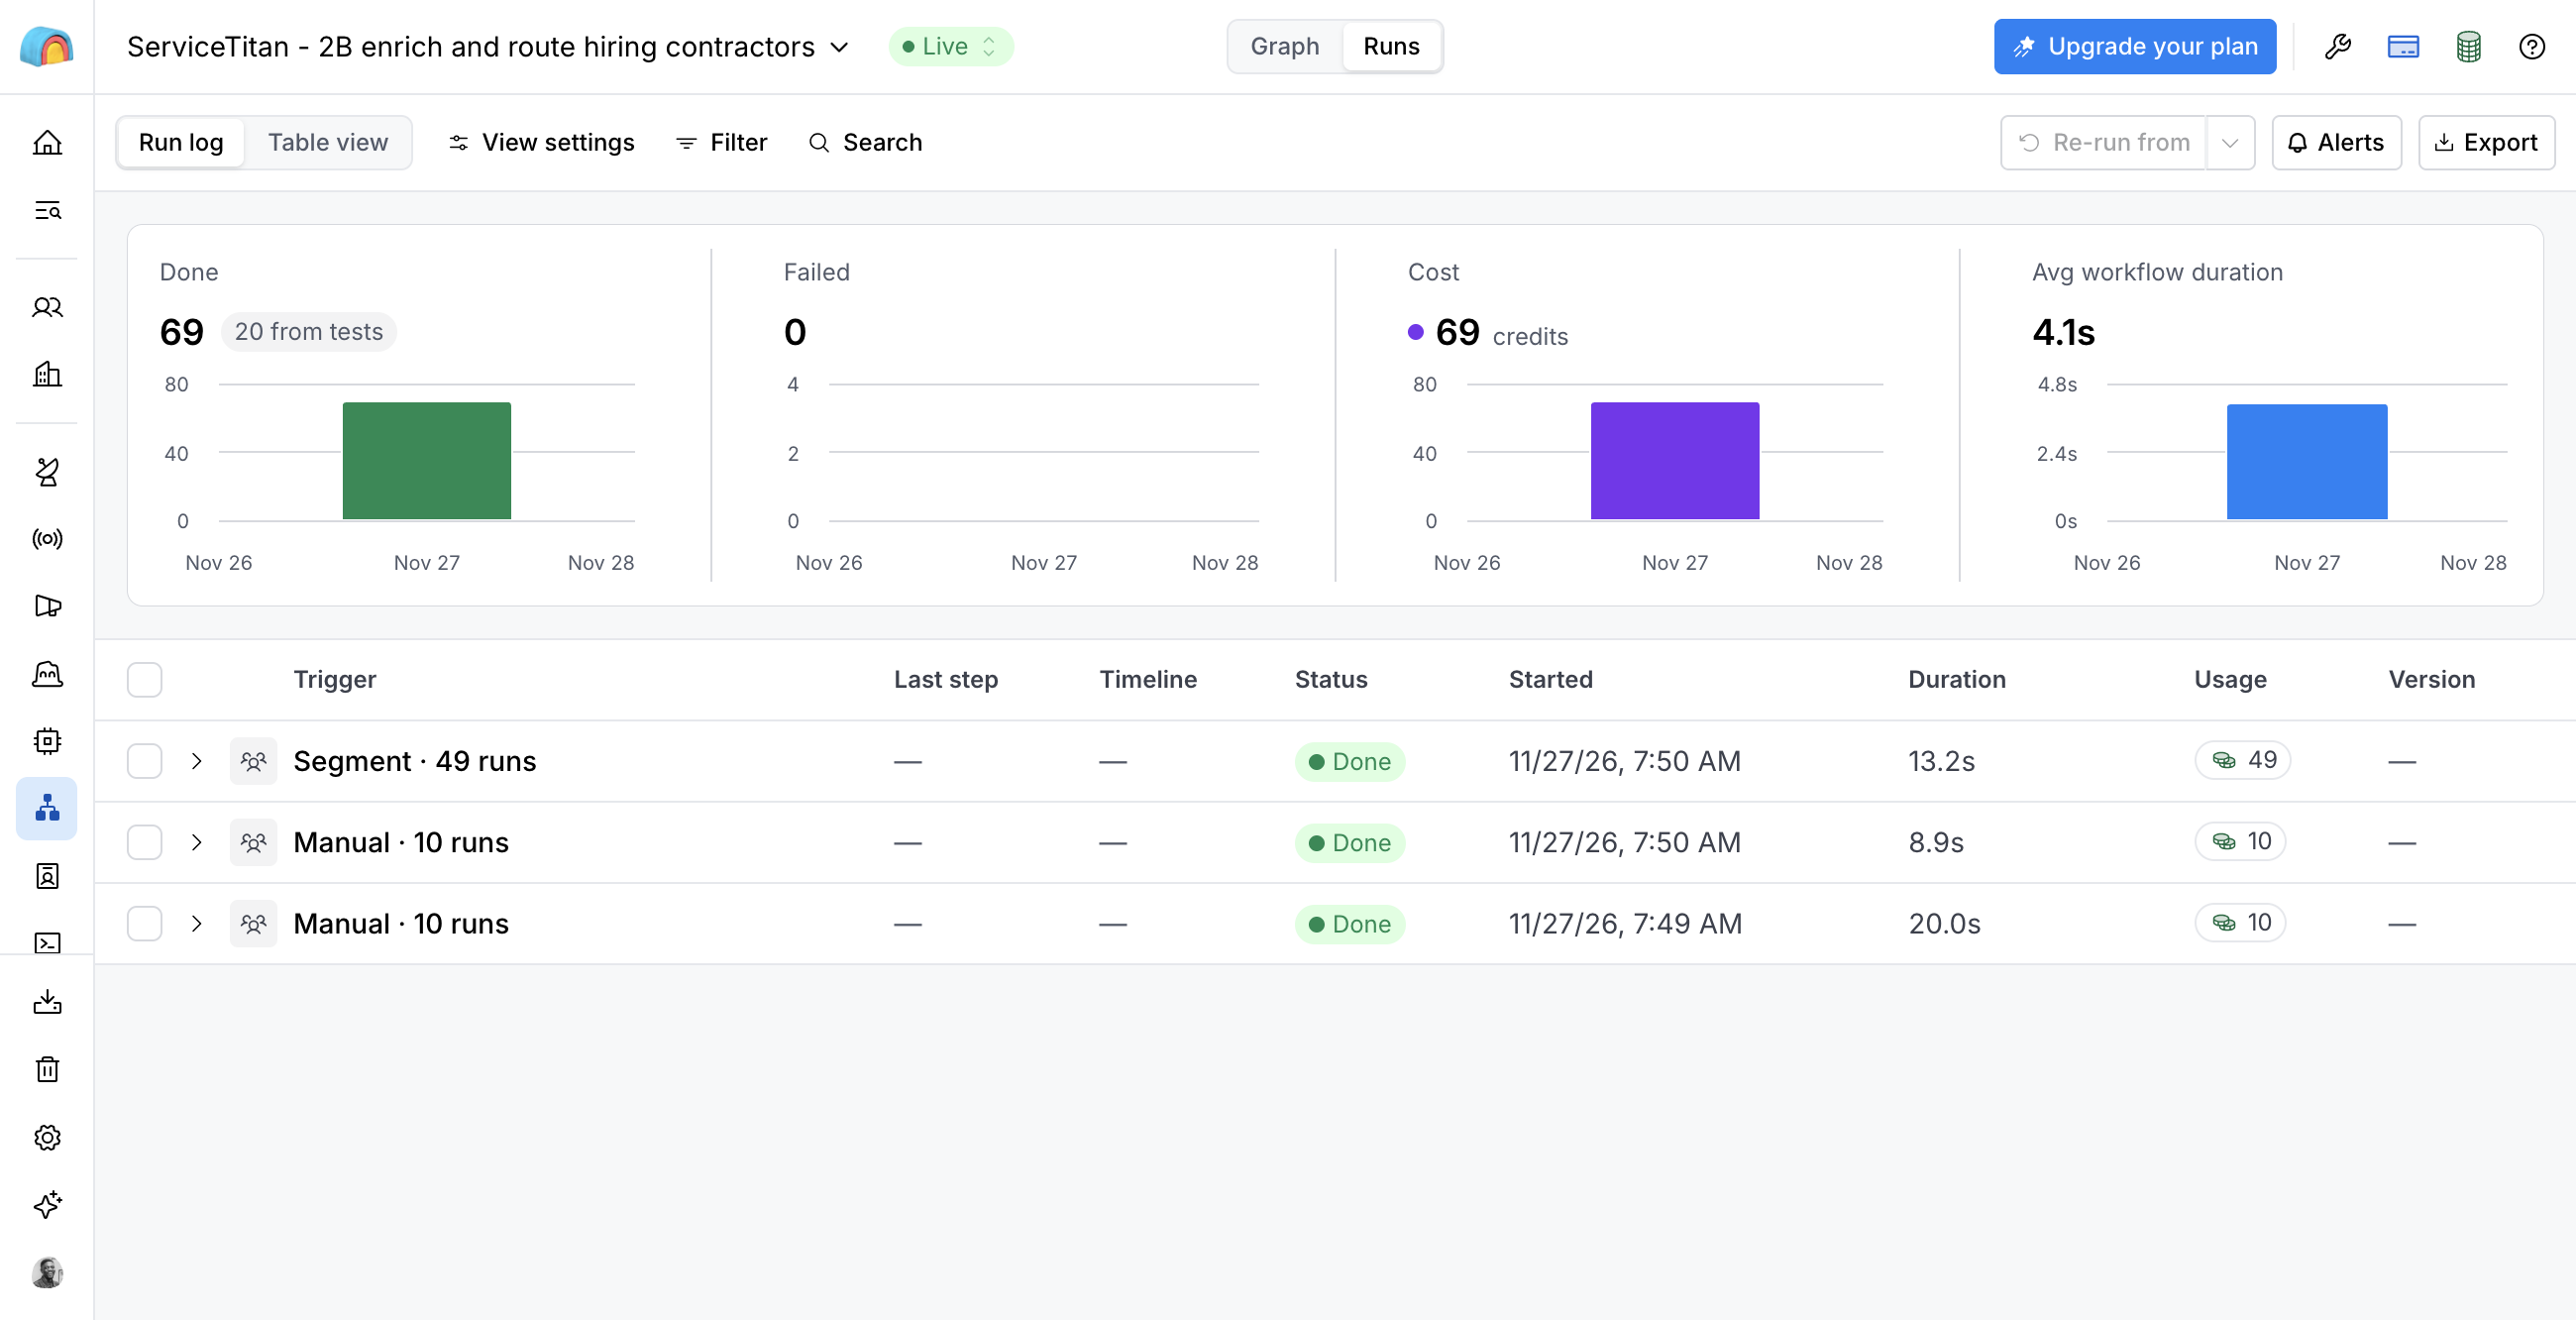 ServiceTitan - 2B enrich and route hiring contractors
Live
Graph
Runs
Upgrade your plan
Run log
Table view
View settings
Filter
Search
Re-run from
Alerts
Export
Done
69
20 from tests
80
40
0
Nov 26
Nov 27
Nov 28
Failed
0
4
2
0
Nov 26
Nov 27
Nov 28
Cost
69 credits
80
40
0
Nov 26
Nov 27
Nov 28
Avg workflow duration
4.1s
4.8s
2.4s
0s
Nov 26
Nov 27
Nov 28
Trigger Last step Timeline Status Started Duration Usage Version
Segment · 49 runs — — Done 11/27/26, 7:50 AM 13.2s 49 —
Manual · 10 runs — — Done 11/27/26, 7:50 AM 8.9s 10 —
Manual · 10 runs — — Done 11/27/26, 7:49 AM 20.0s 10 —